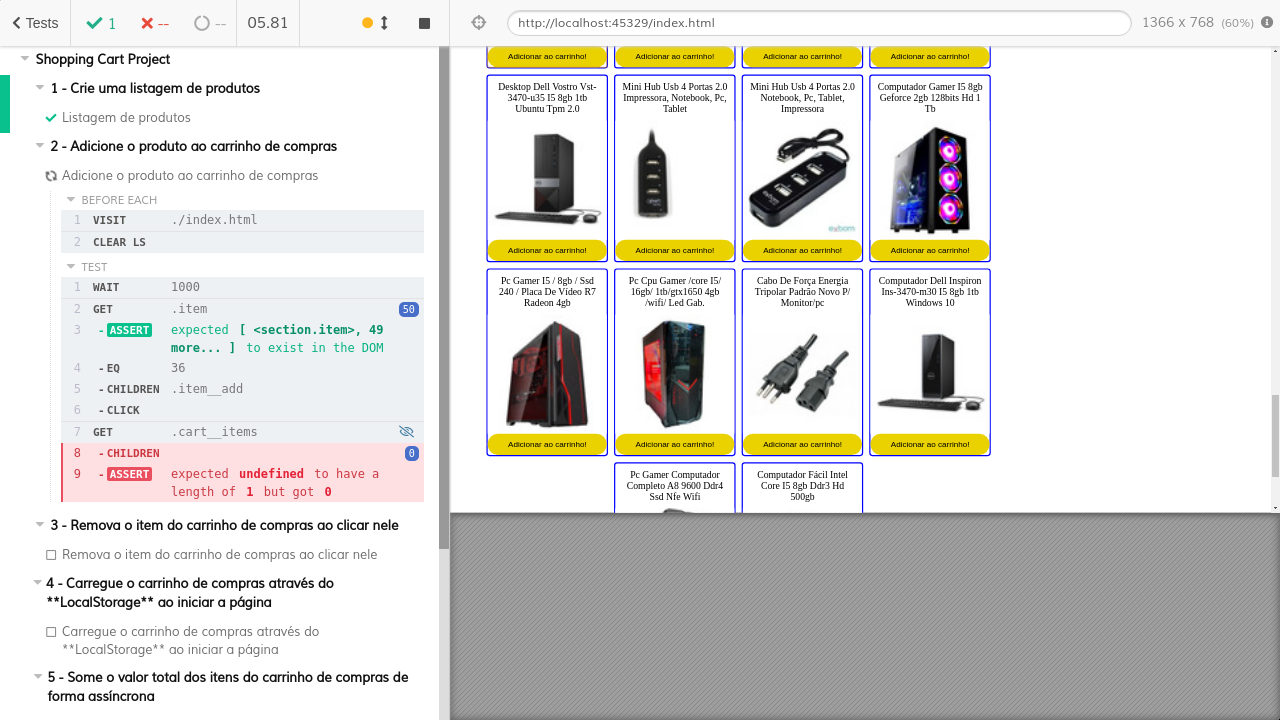 Tests
1
--
--
05.81
http://localhost:45329/index.html
1366 x 768 (60%)
Shopping Cart Project
1 - Crie uma listagem de produtos
Listagem de produtos
2 - Adicione o produto ao carrinho de compras
Adicione o produto ao carrinho de compras
BEFORE EACH
1 VISIT ./index.html
2 CLEAR LS
TEST
1 WAIT 1000
2 GET .item 50
3 -ASSERT expected [ <section.item>, 49
more... ] to exist in the DOM
4 -EQ 36
5 -CHILDREN .item__add
6 -CLICK
7 GET .cart__items
8 -CHILDREN 0
9 -ASSERT expected undefined to have a
length of 1 but got 0
3 - Remova o item do carrinho de compras ao clicar nele
Remova o item do carrinho de compras ao clicar nele
4 - Carregue o carrinho de compras através do
**LocalStorage** ao iniciar a página
Carregue o carrinho de compras através do
**LocalStorage** ao iniciar a página
5 - Some o valor total dos itens do carrinho de compras de
forma assíncrona
Adicionar ao carrinho! Adicionar ao carrinho! Adicionar ao carrinho! Adicionar ao carrinho!
Desktop Dell Vostro Vst-
3470-u35 I5 8gb 1tb
Ubuntu Tpm 2.0
Mini Hub Usb 4 Portas 2.0
Impressora, Notebook, Pc,
Tablet
Mini Hub Usb 4 Portas 2.0
Notebook, Pc, Tablet,
Impressora
Computador Gamer I5 8gb
Geforce 2gb 128bits Hd 1
Tb
exbom
Adicionar ao carrinho! Adicionar ao carrinho! Adicionar ao carrinho! Adicionar ao carrinho!
Pc Gamer I5 / 8gb / Ssd
240 / Placa De Vídeo R7
Radeon 4gb
Pc Cpu Gamer /core I5/
16gb/ 1tb/gtx1650 4gb
/wifi/ Led Gab.
Cabo De Força Energia
Tripolar Padrão Novo P/
Monitor/pc
Computador Dell Inspiron
Ins-3470-m30 I5 8gb 1tb
Windows 10
Adicionar ao carrinho! Adicionar ao carrinho! Adicionar ao carrinho! Adicionar ao carrinho!
Pc Gamer Computador
Completo A8 9600 Ddr4
Ssd Nfe Wifi
Computador Fácil Intel
Core I5 8gb Ddr3 Hd
500gb